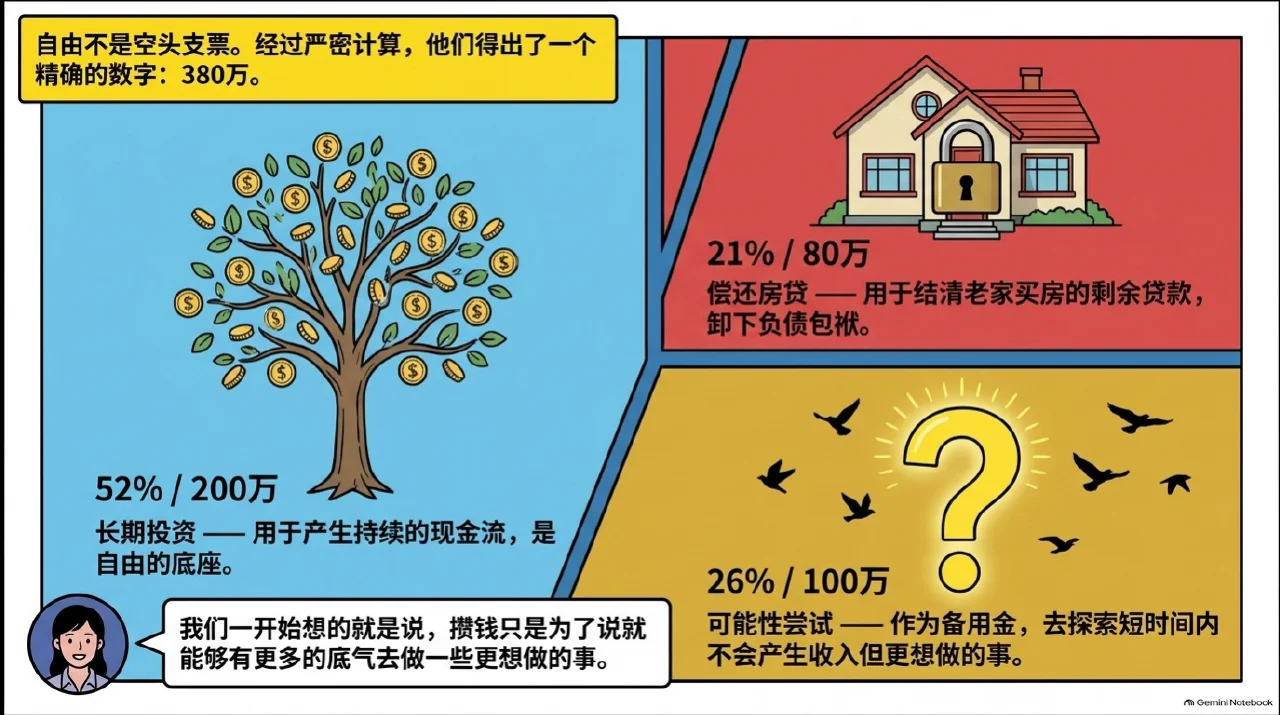 自由不是空头支票。经过严密计算，他们得出了一个
精确的数字：380万。
52% / 200万
长期投资 —— 用于产生持续的现金流，是
自由的底座。
21% / 80万
偿还房贷 —— 用于结清老家买房的剩余贷款，
卸下负债包袱。
26% / 100万
可能性尝试 —— 作为备用金，去探索短时间内
不会产生收入但更想做的事。
我们一开始想的就是说，攒钱只是为了说就
能够有更多的底气去做一些更想做的事。
Gemini Notebook